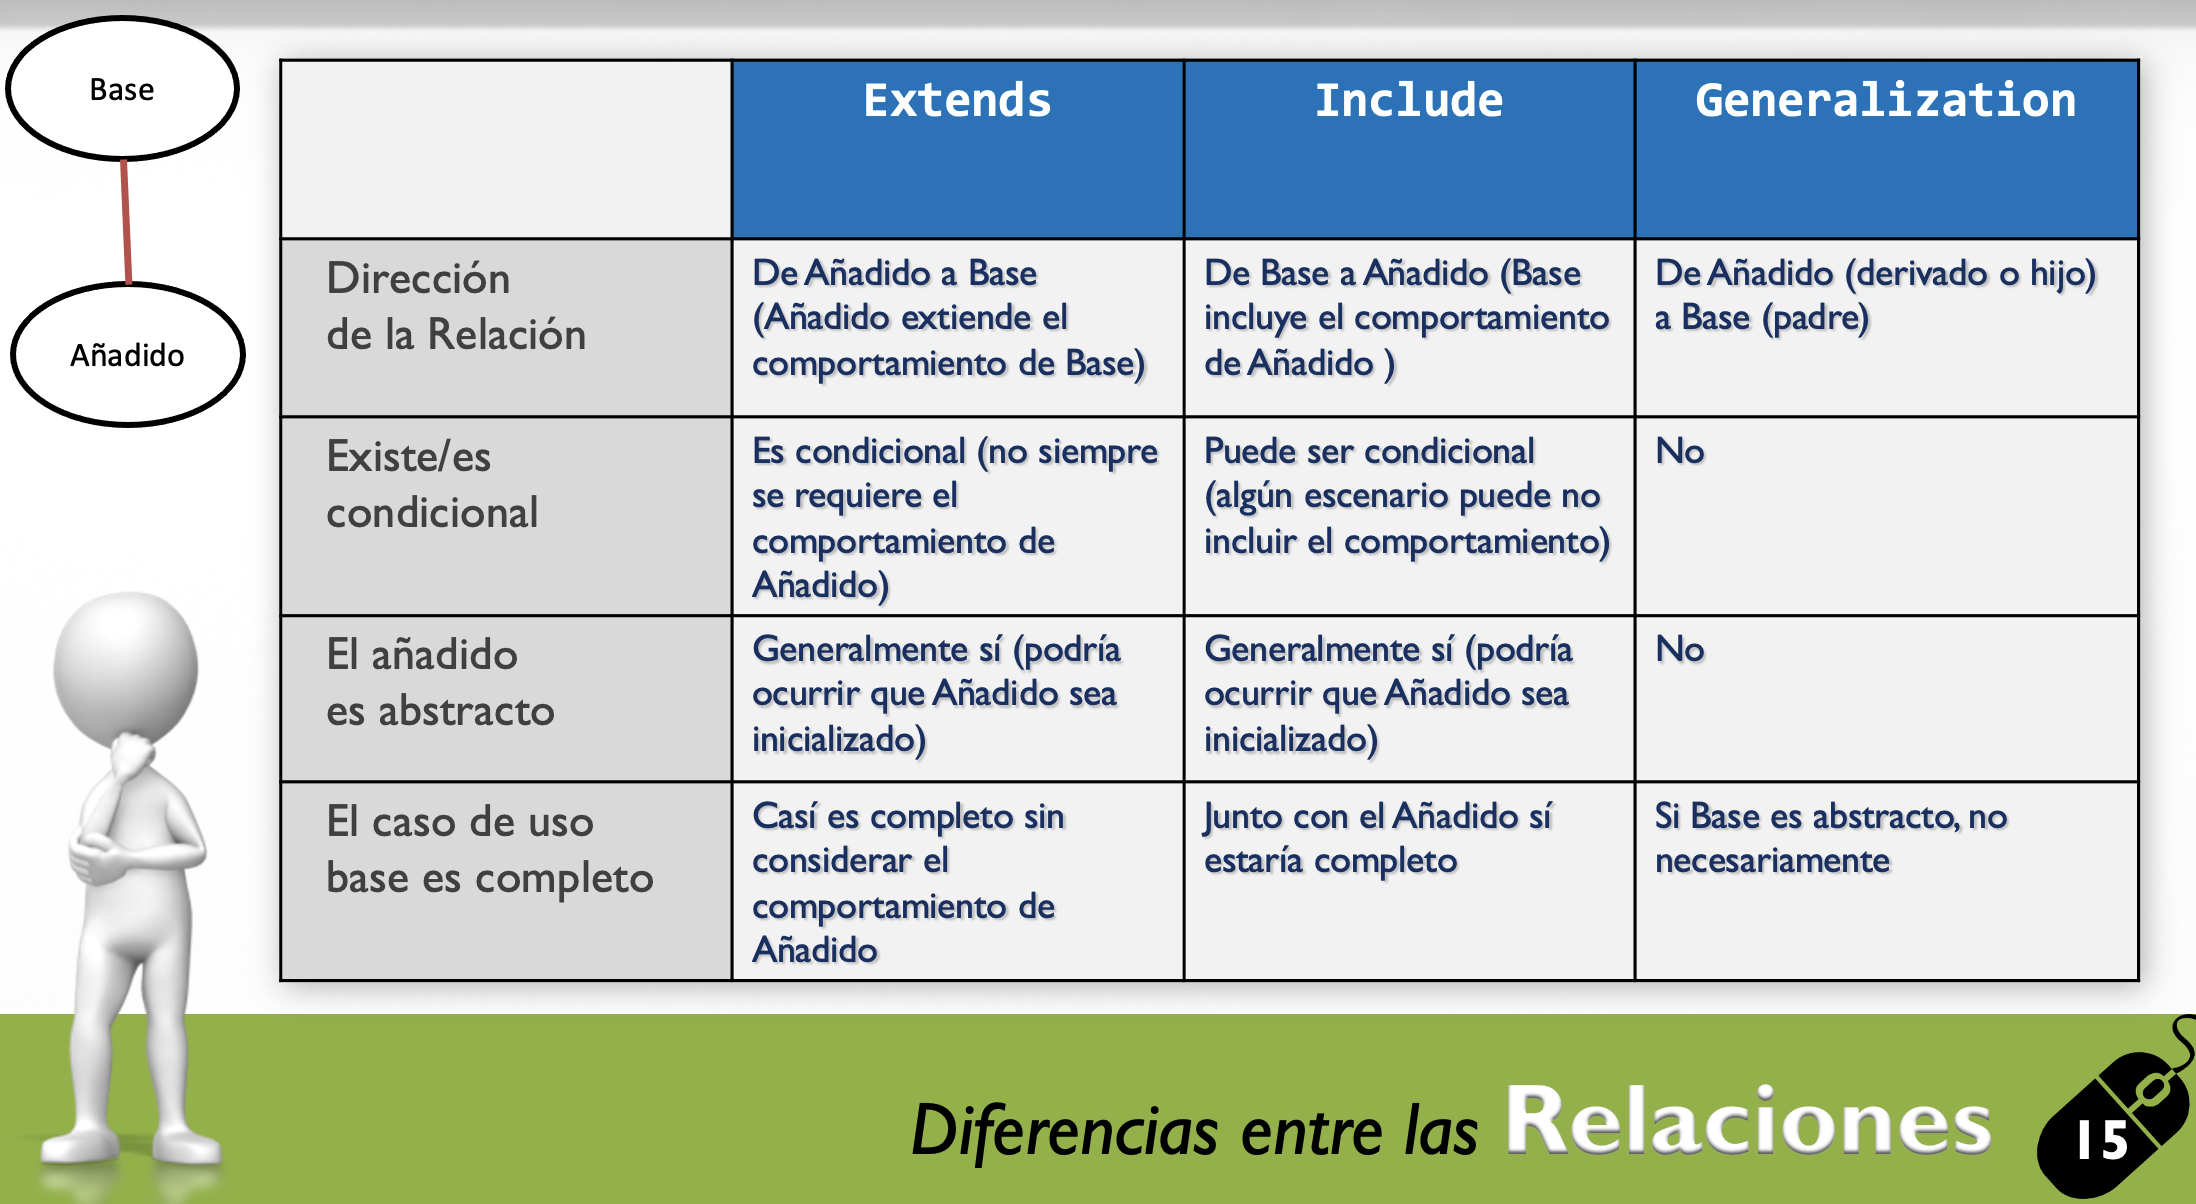 Base
Añadido
Extends
Include
Generalization
Dirección
de la Relación
De Añadido a Base
(Añadido extiende el
comportamiento de Base)
De Base a Añadido (Base
incluye el comportamiento
de Añadido )
De Añadido (derivado o hijo)
a Base (padre)
Existe/es
condicional
Es condicional (no siempre
se requiere el
comportamiento de
Añadido)
Puede ser condicional
(algún escenario puede no
incluir el comportamiento)
No
El añadido
es abstracto
Generalmente sí (podría
ocurrir que Añadido sea
inicializado)
Generalmente sí (podría
ocurrir que Añadido sea
inicializado)
No
El caso de uso
base es completo
Casí es completo sin
considerar el
comportamiento de
Añadido
Junto con el Añadido sí
estaría completo
Si Base es abstracto, no
necesariamente
Diferencias entre las Relaciones
15